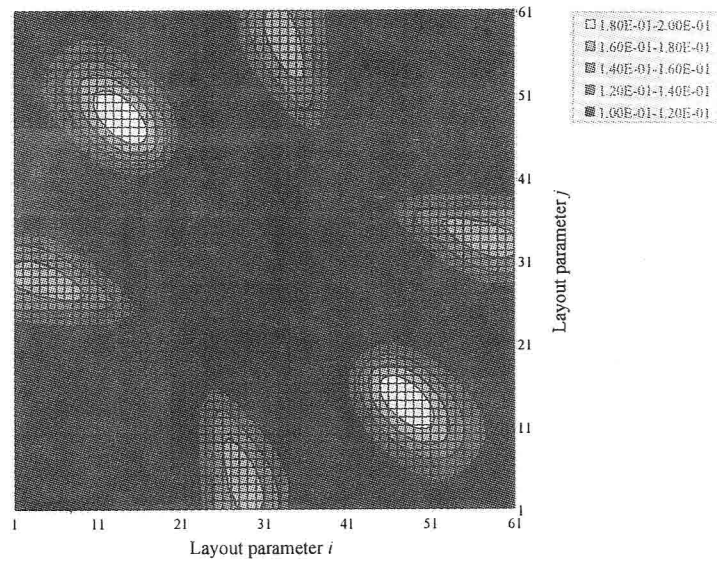 61
51
41
31
21
11
1
Layout parameter j
1 11 21 31 41 51 61
Layout parameter i
1.80E-01-2.00E-01
1.60E-01-1.80E-01
1.40E-01-1.60E-01
1.20E-01-1.40E-01
1.00E-01-1.20E-01